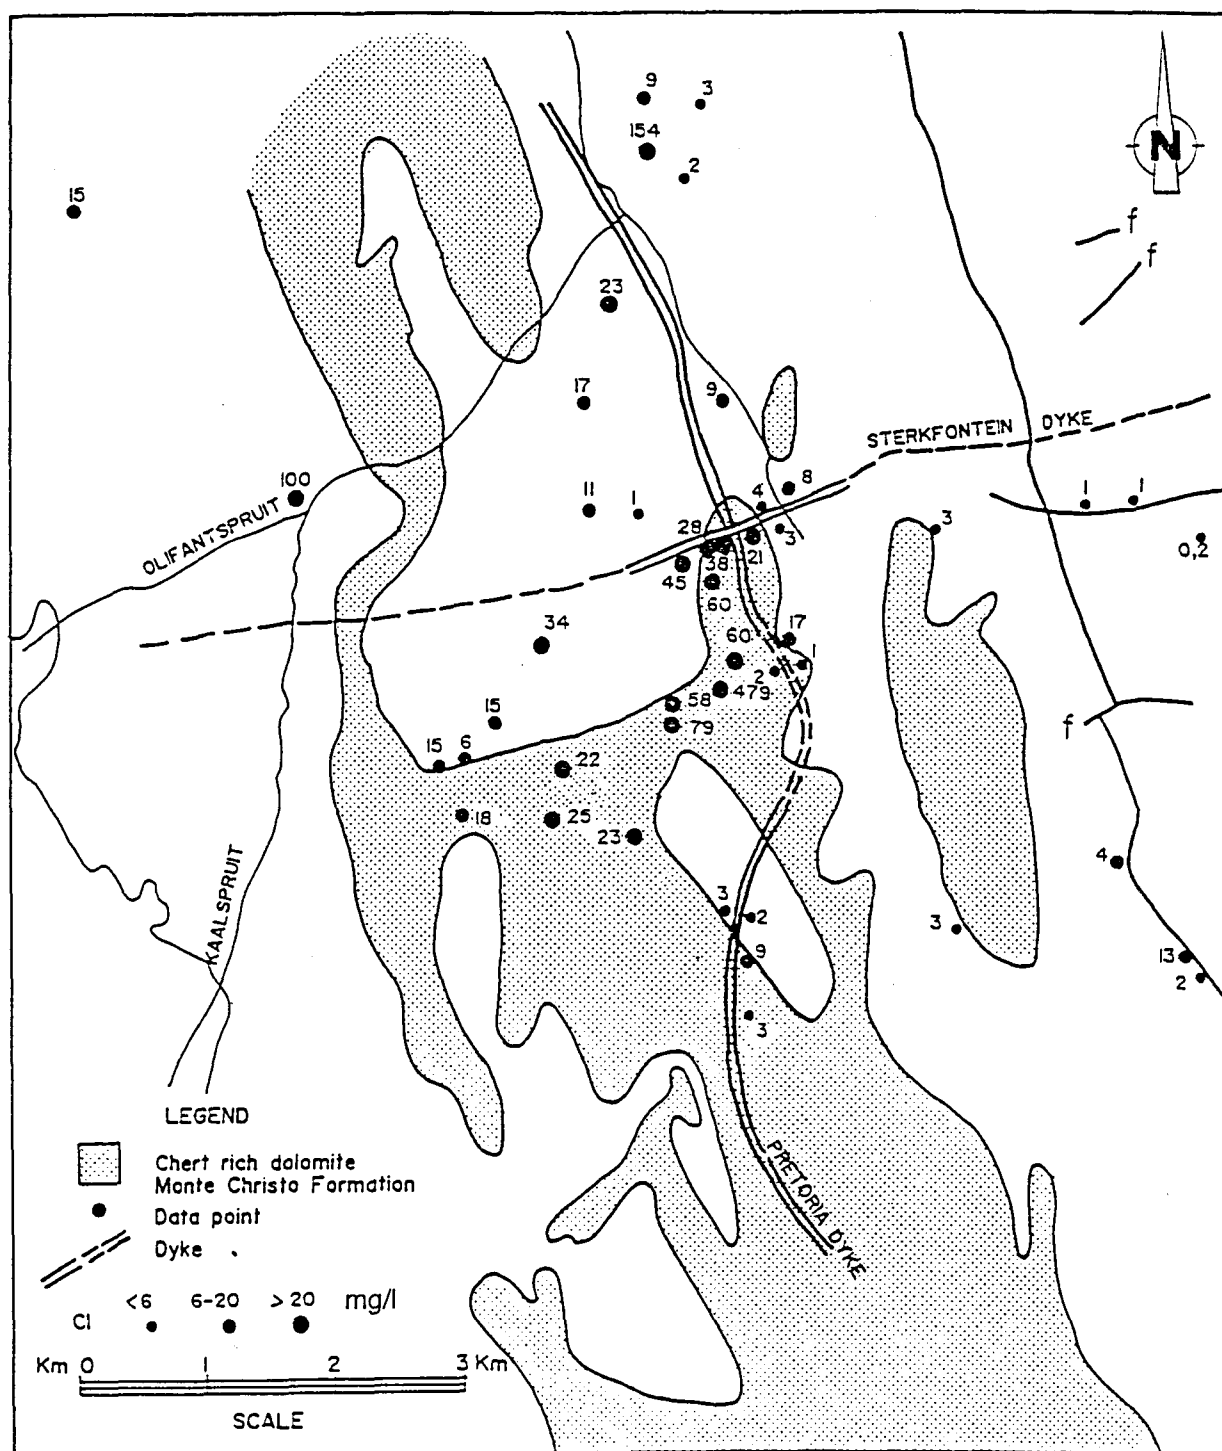 9
3
154
2
N
15
f
f
23
17
9
STERKFONTEIN DYKE
100
OLIFANTSPRUIT
11
1
4
8
1
1
3
3
0,2
28
38
21
45
60
34
60
17
2
1
479
58
79
f
15
15
6
22
18
25
23
4
KAALSPRUIT
3
2
3
9
13
2
3
PRETORIA DYKE
LEGEND
Chert rich dolomite
Monte Christo Formation
Data point
Dyke
<6 6-20 >20 mg/l
Cl
Km 0 1 2 3 Km
SCALE